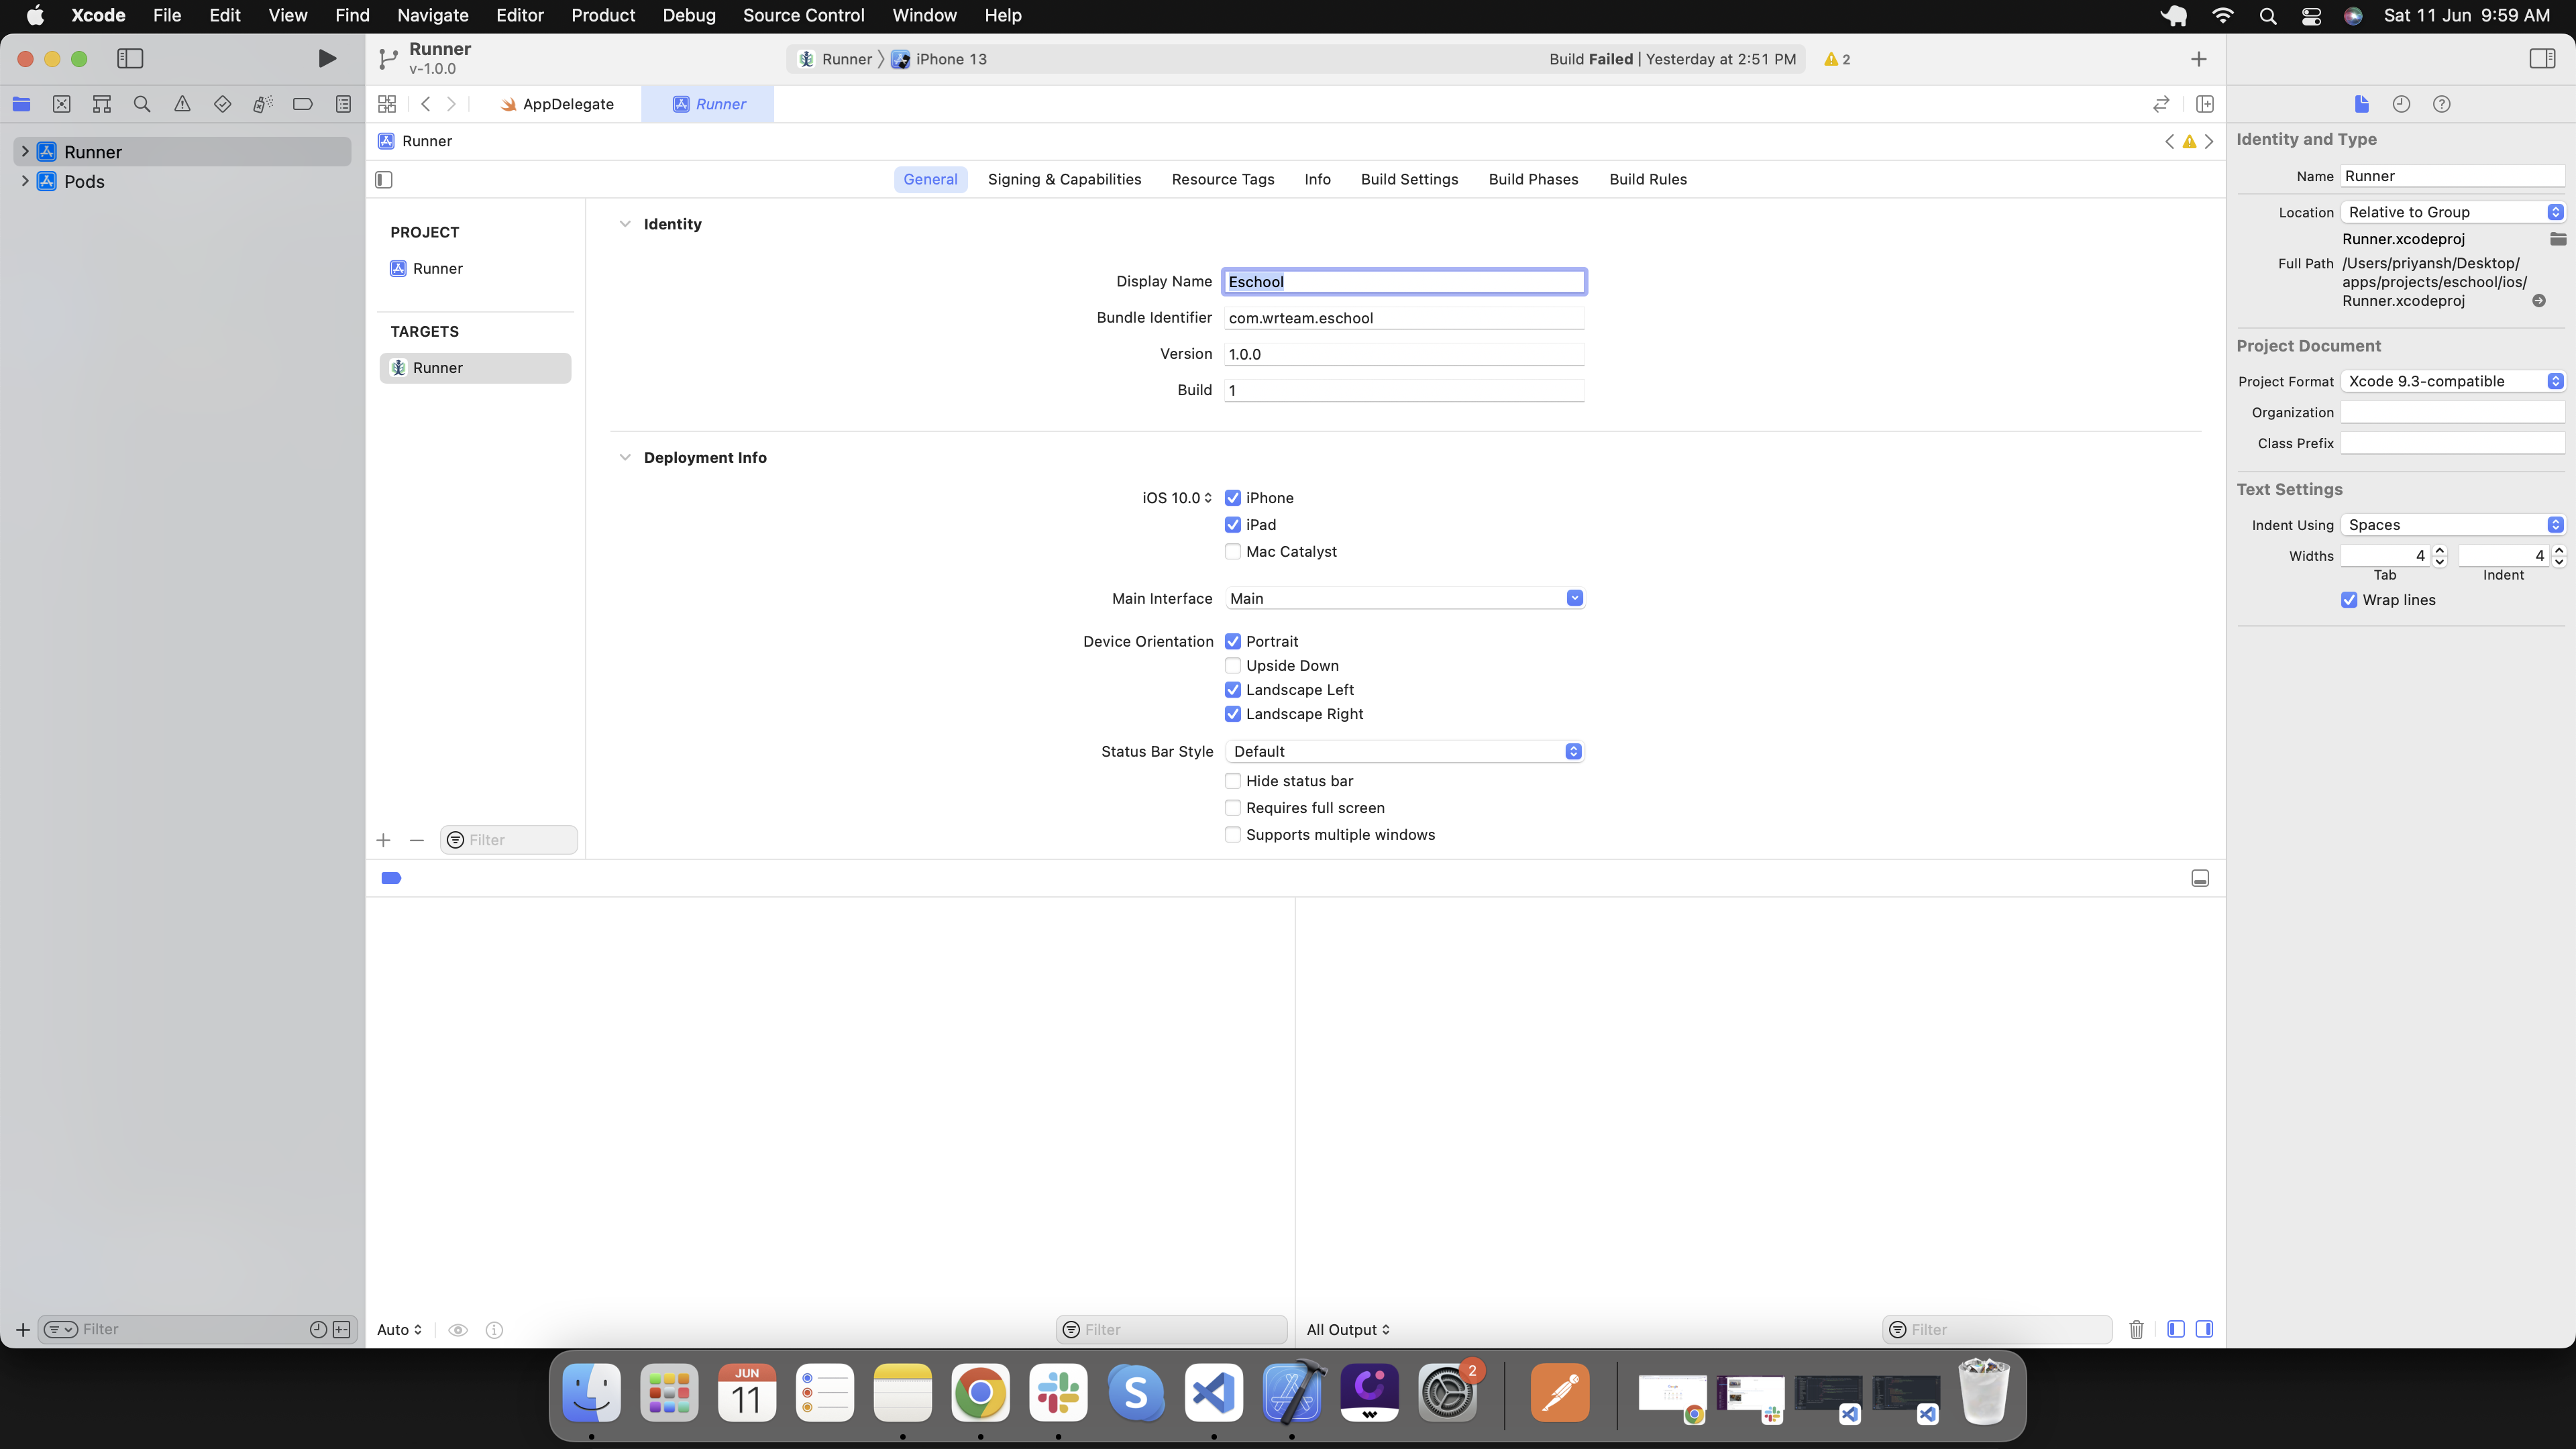 Xcode File Edit View Find Navigate Editor Product Debug Source Control Window Help Sat 11 Jun 9:59 AM
Runner
v-1.0.0
Runner iPhone 13 Build Failed | Yesterday at 2:51 PM 2
AppDelegate Runner
Runner
Runner
Pods
General Signing & Capabilities Resource Tags Info Build Settings Build Phases Build Rules
PROJECT
Runner
TARGETS
Runner
Filter
Identity
Display Name Eschool
Bundle Identifier com.wrteam.eschool
Version 1.0.0
Build 1
Deployment Info
iOS 10.0 iPhone
iPad
Mac Catalyst
Main Interface Main
Device Orientation Portrait
Upside Down
Landscape Left
Landscape Right
Status Bar Style Default
Hide status bar
Requires full screen
Supports multiple windows
Identity and Type
Name Runner
Location Relative to Group
Runner.xcodeproj
Full Path /Users/priyansh/Desktop/
apps/projects/eschool/ios/
Runner.xcodeproj
Project Document
Project Format Xcode 9.3-compatible
Organization
Class Prefix
Text Settings
Indent Using Spaces
Widths 4 4
Tab Indent
Wrap lines
Filter
Auto Filter All Output Filter
JUN
11
S
2